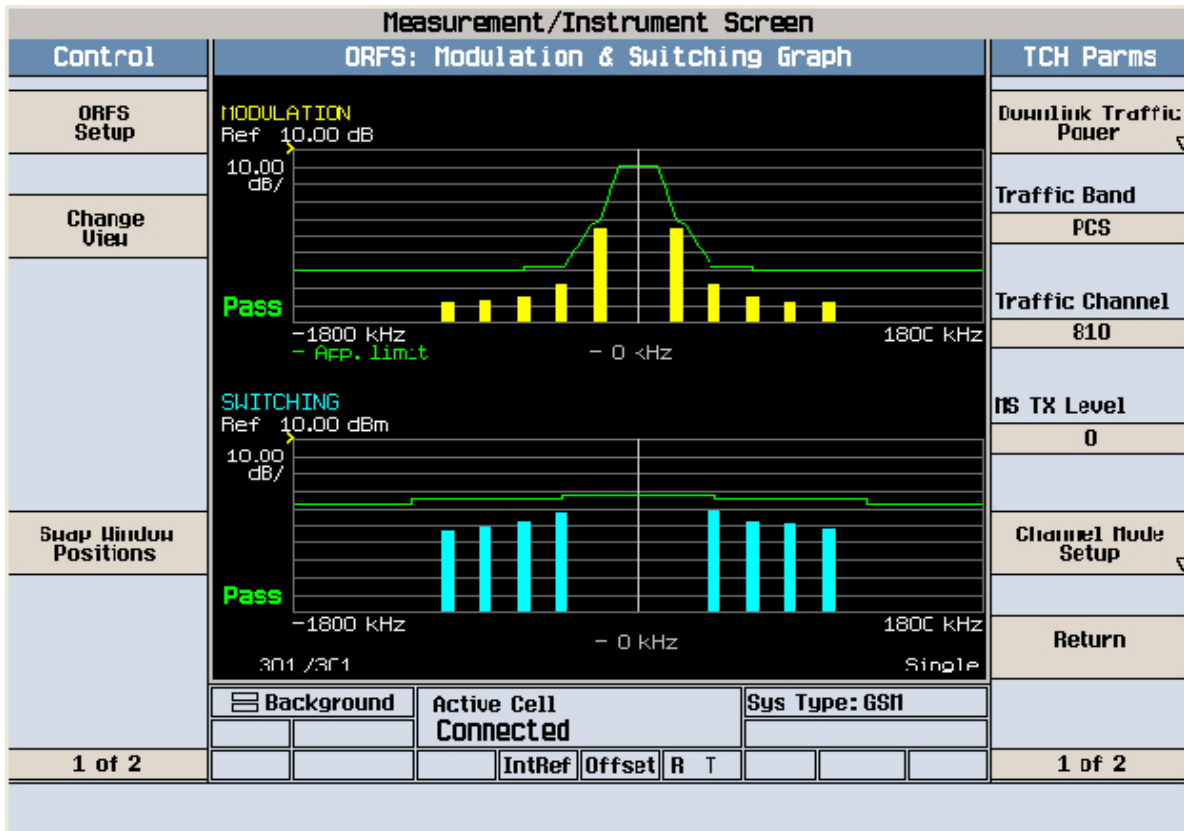 Measurement/Instrument Screen
Control
ORFS: Modulation & Switching Graph
TCH Parms
ORFS
Setup
Change
View
Swap Window
Positions
1 of 2
MODULATION
Ref 10.00 dB
10.00
dB/
Pass
-1800 kHz
1800 kHz
- App. limit
- 0 kHz
SWITCHING
Ref 10.00 dBm
10.00
dB/
Pass
-1800 kHz
1800 kHz
- 0 kHz
301 /301
Single
Downlink Traffic
Power
Traffic Band
PCS
Traffic Channel
810
MS TX Level
0
Channel Mode
Setup
Return
1 of 2
Background
Active Cell
Connected
Sys Type: GSM
IntRef
Offset
R T